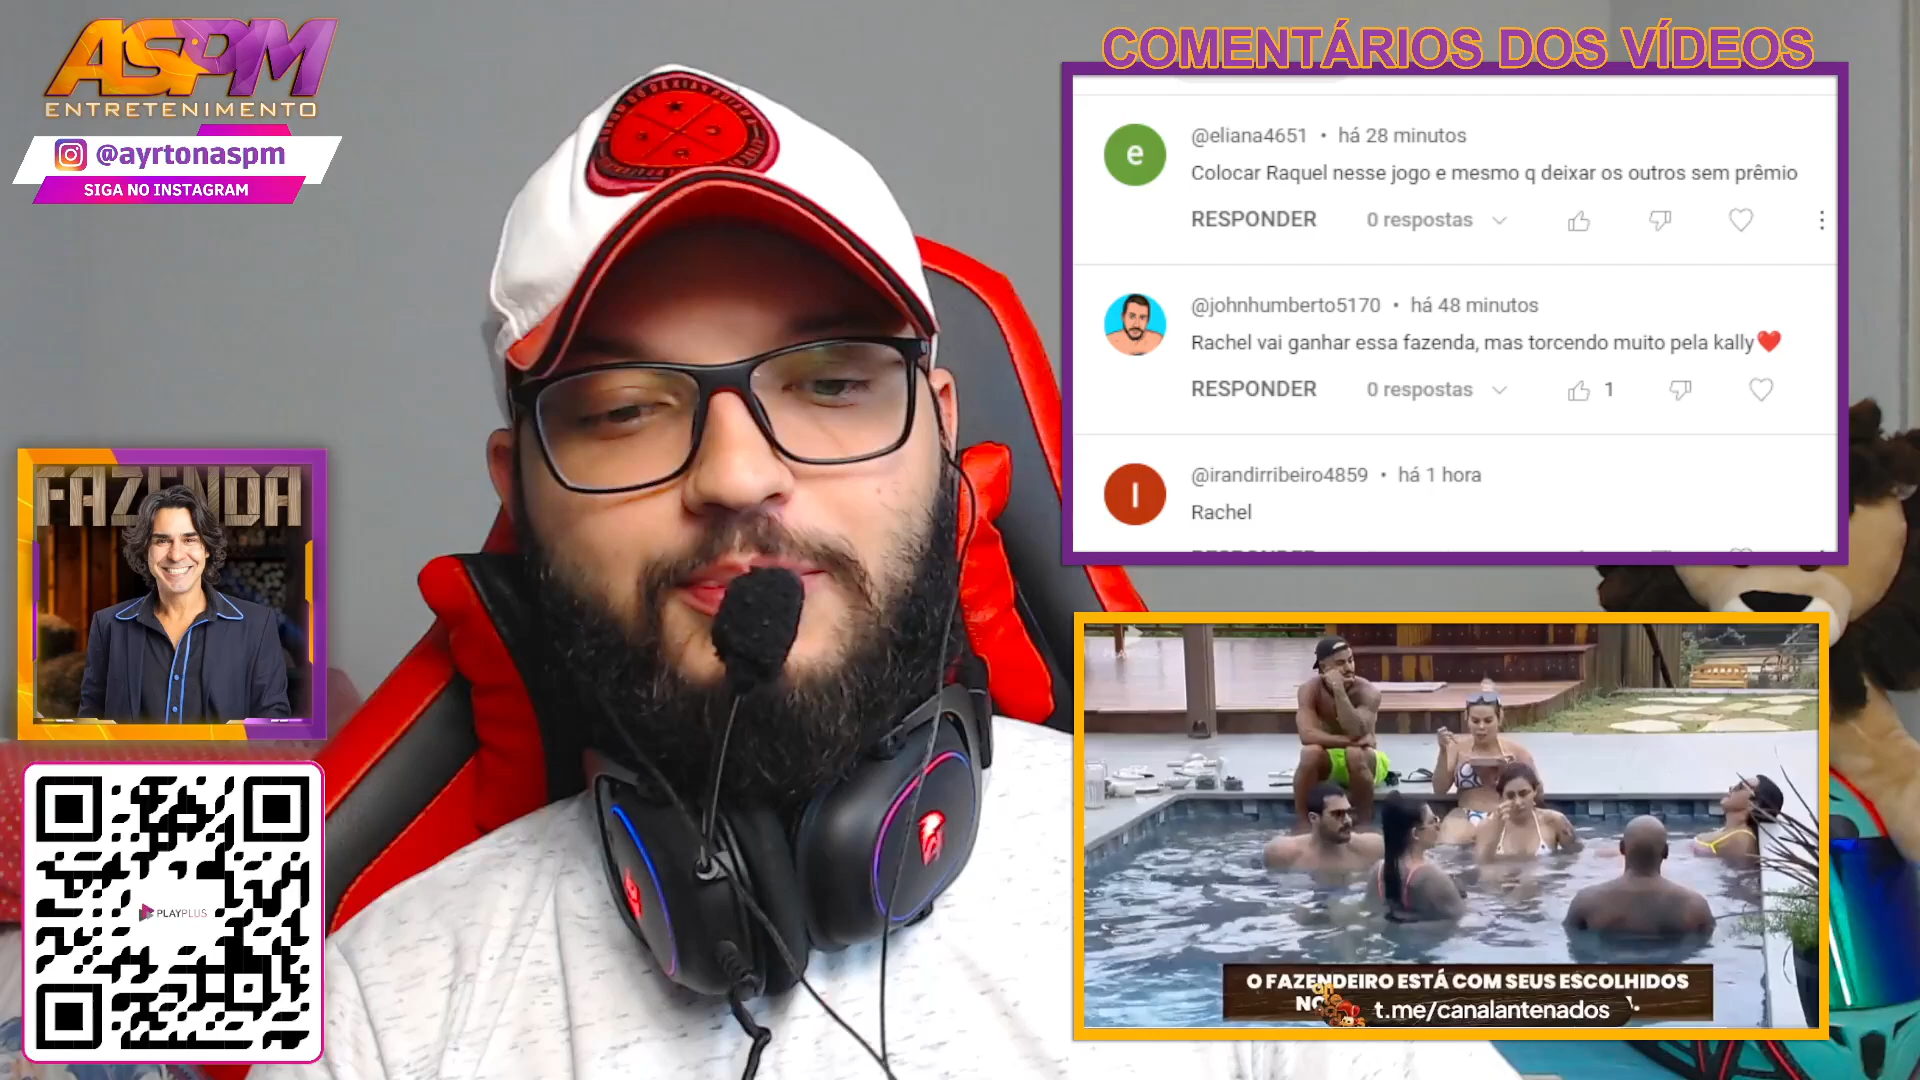 ASPM
ENTRETENIMENTO
@ayrtonaspm
SIGA NO INSTAGRAM
COMENTÁRIOS DOS VÍDEOS
@eliana4651 • há 28 minutos
Colocar Raquel nesse jogo e mesmo q deixar os outros sem prêmio
RESPONDER 0 respostas
@johnhumberto5170 • há 48 minutos
Rachel vai ganhar essa fazenda, mas torcendo muito pela kally❤️
RESPONDER 0 respostas 1
@irandirribeiro4859 • há 1 hora
Rachel
e
I
FAZENDA
PLAYPLUS
PLAYPLUS
O FAZENDEIRO ESTÁ COM SEUS ESCOLHIDOS
t.me/canalantenados